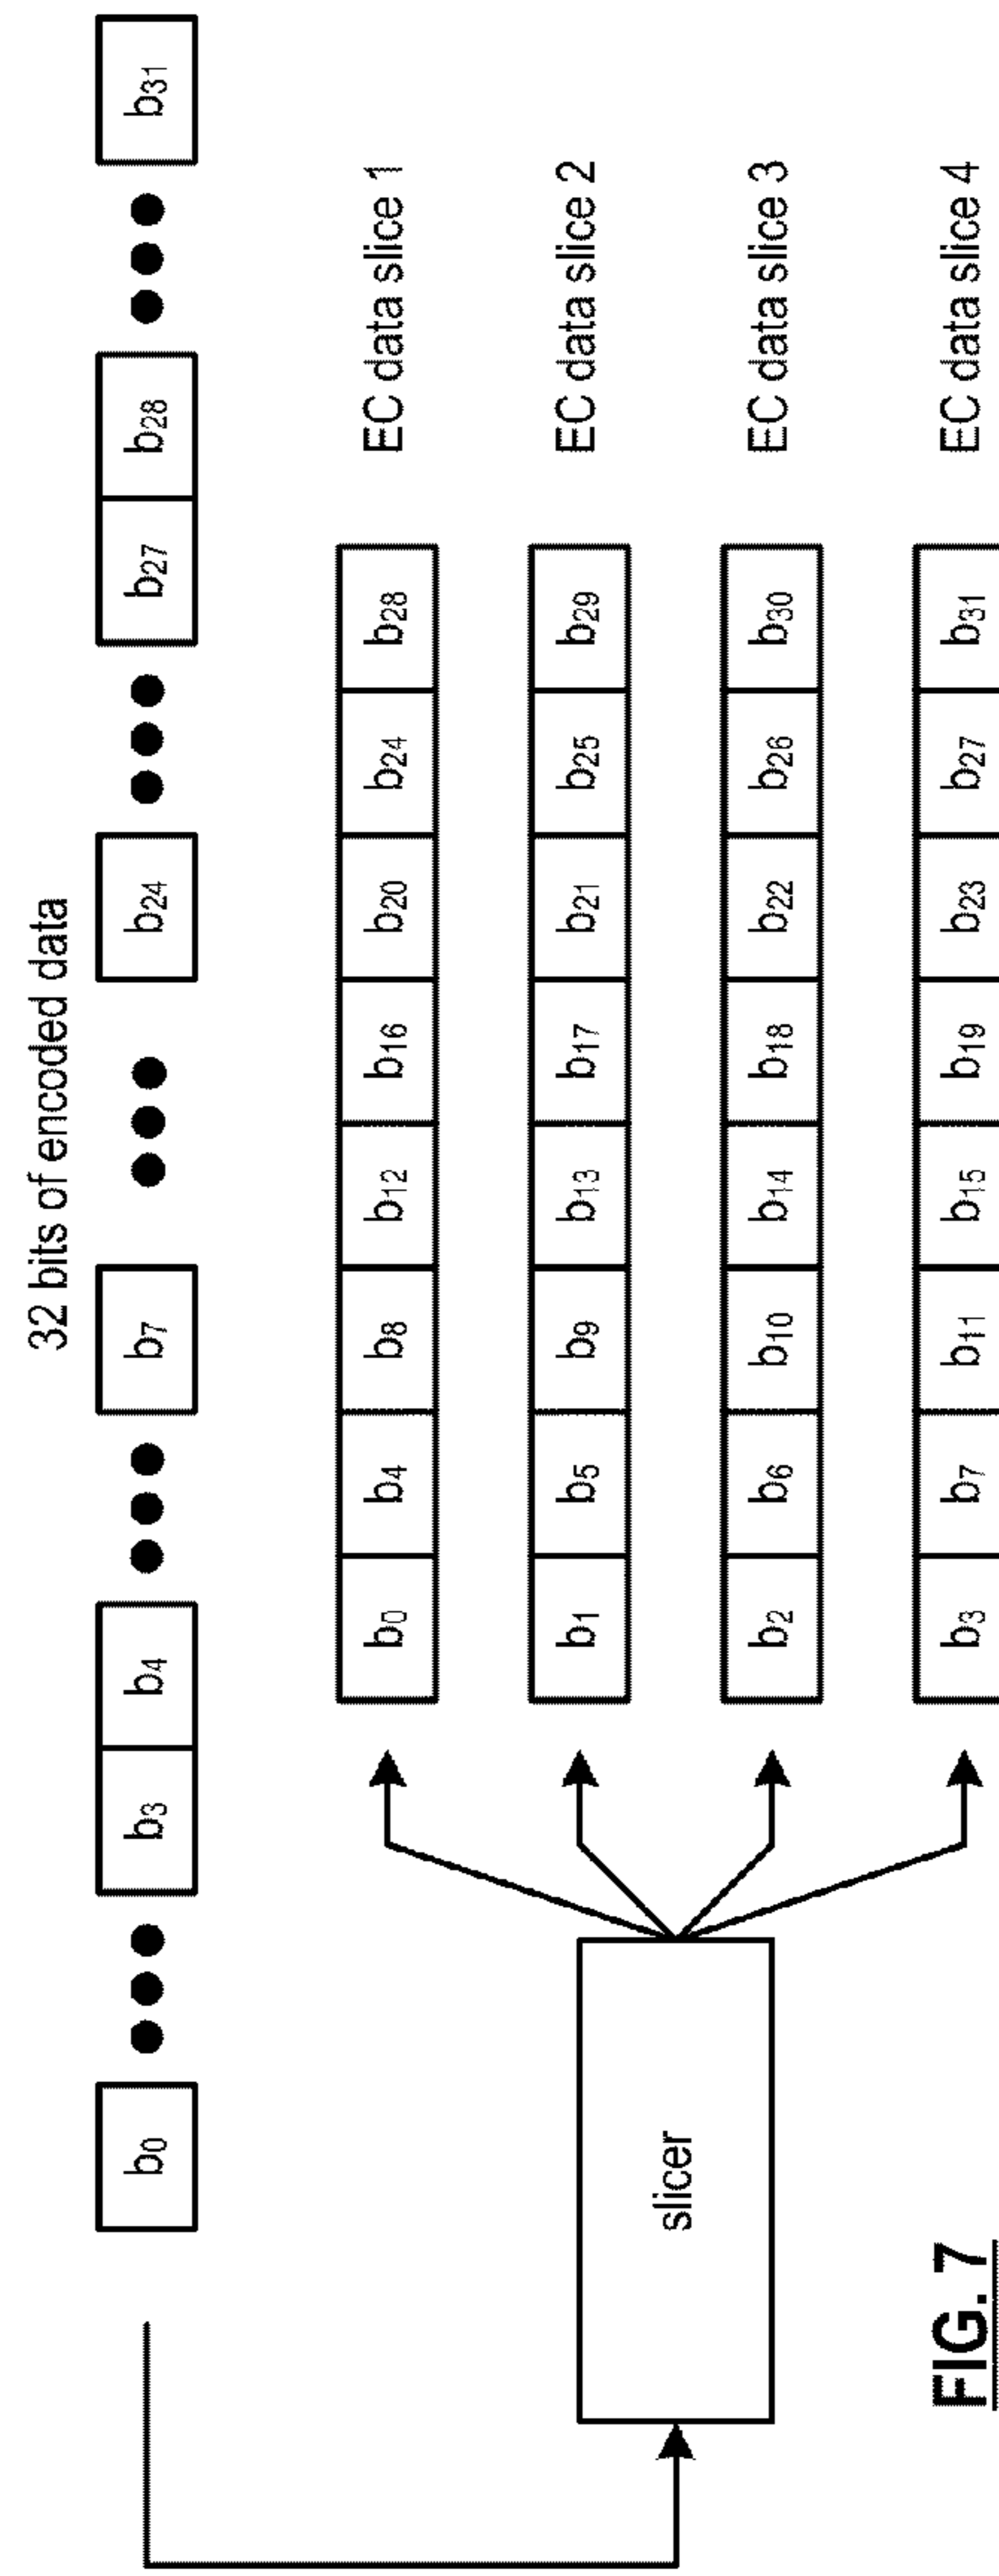 32 bits of encoded data
b0 b3 b4 b7 b24 b27 b28 b31
slicer
b0 b4 b8 b12 b16 b20 b24 b28 EC data slice 1
b1 b5 b9 b13 b17 b21 b25 b29 EC data slice 2
b2 b6 b10 b14 b18 b22 b26 b30 EC data slice 3
b3 b7 b11 b15 b19 b23 b27 b31 EC data slice 4
FIG. 7